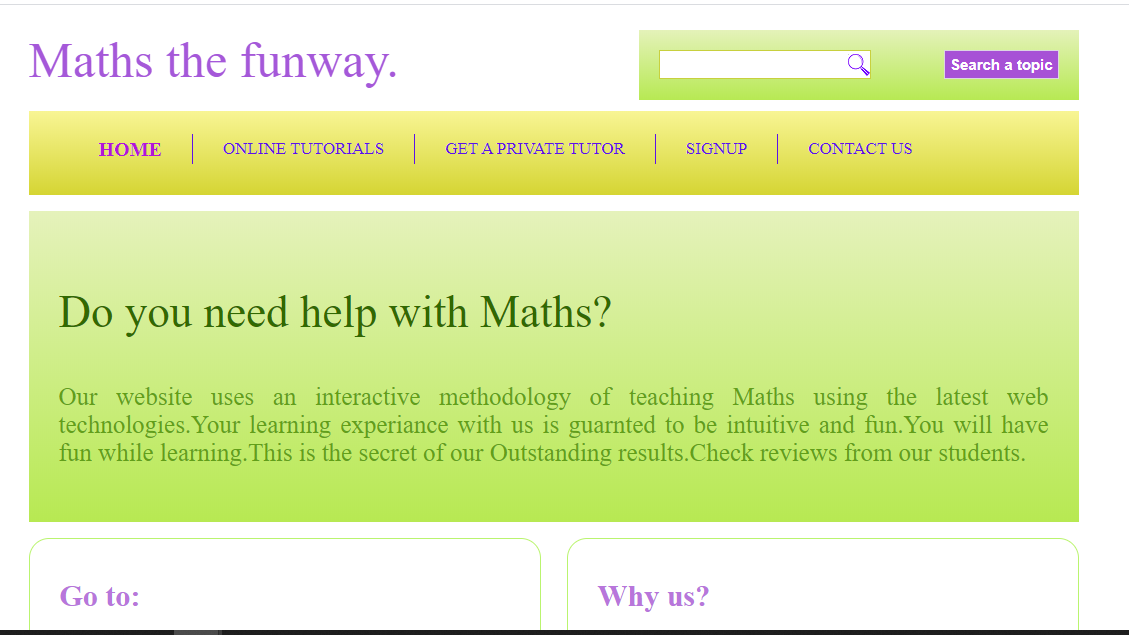 Maths the funway.
Search a topic
HOME
ONLINE TUTORIALS
GET A PRIVATE TUTOR
SIGNUP
CONTACT US
Do you need help with Maths?
Our website uses an interactive methodology of teaching Maths using the latest web
technologies.Your learning experiance with us is guarnted to be intuitive and fun.You will have
fun while learning.This is the secret of our Outstanding results.Check reviews from our students.
Go to:
Why us?